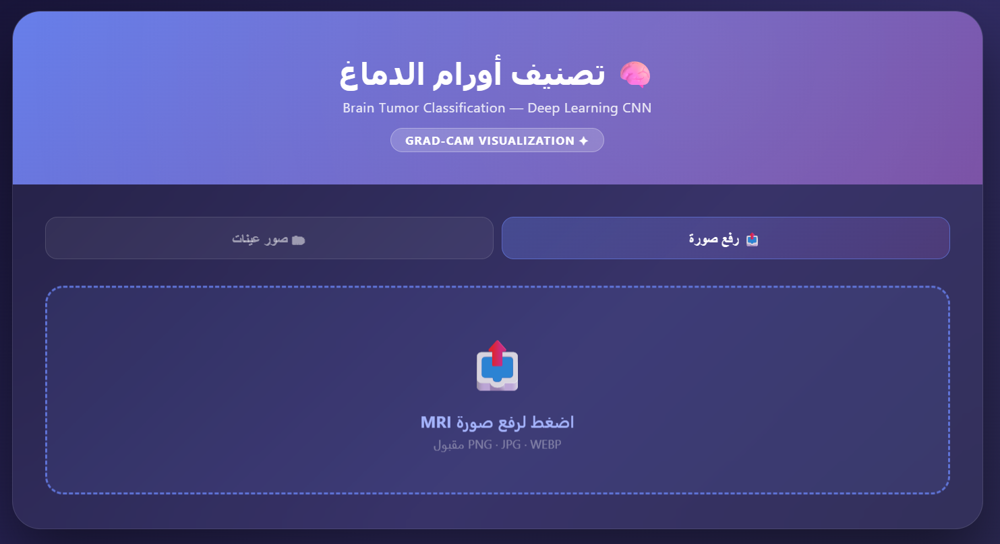 🧠 تصنيف أورام الدماغ
Brain Tumor Classification — Deep Learning CNN
GRAD-CAM VISUALIZATION ✦
📤 رفع صورة
صور عينات
اضغط لرفع صورة MRI
PNG · JPG · WEBP مقبول